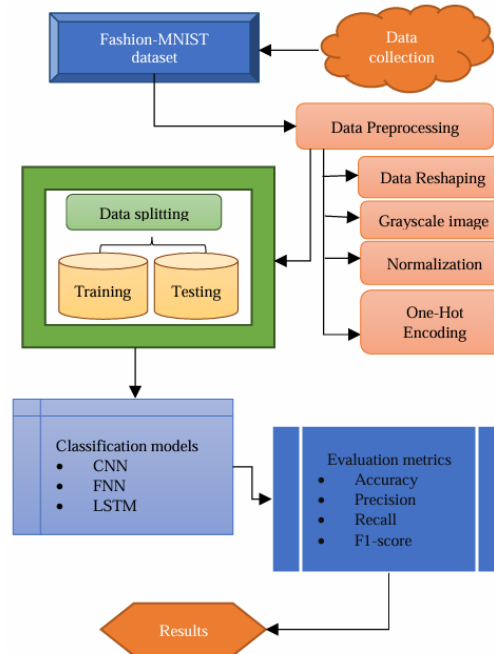 Fashion-MNIST
dataset
Data
collection
Data Preprocessing
Data Reshaping
Grayscale image
Normalization
One-Hot
Encoding
Data splitting
Training
Testing
Classification models
• CNN
• FNN
• LSTM
Evaluation metrics
• Accuracy
• Precision
• Recall
• F1-score
Results